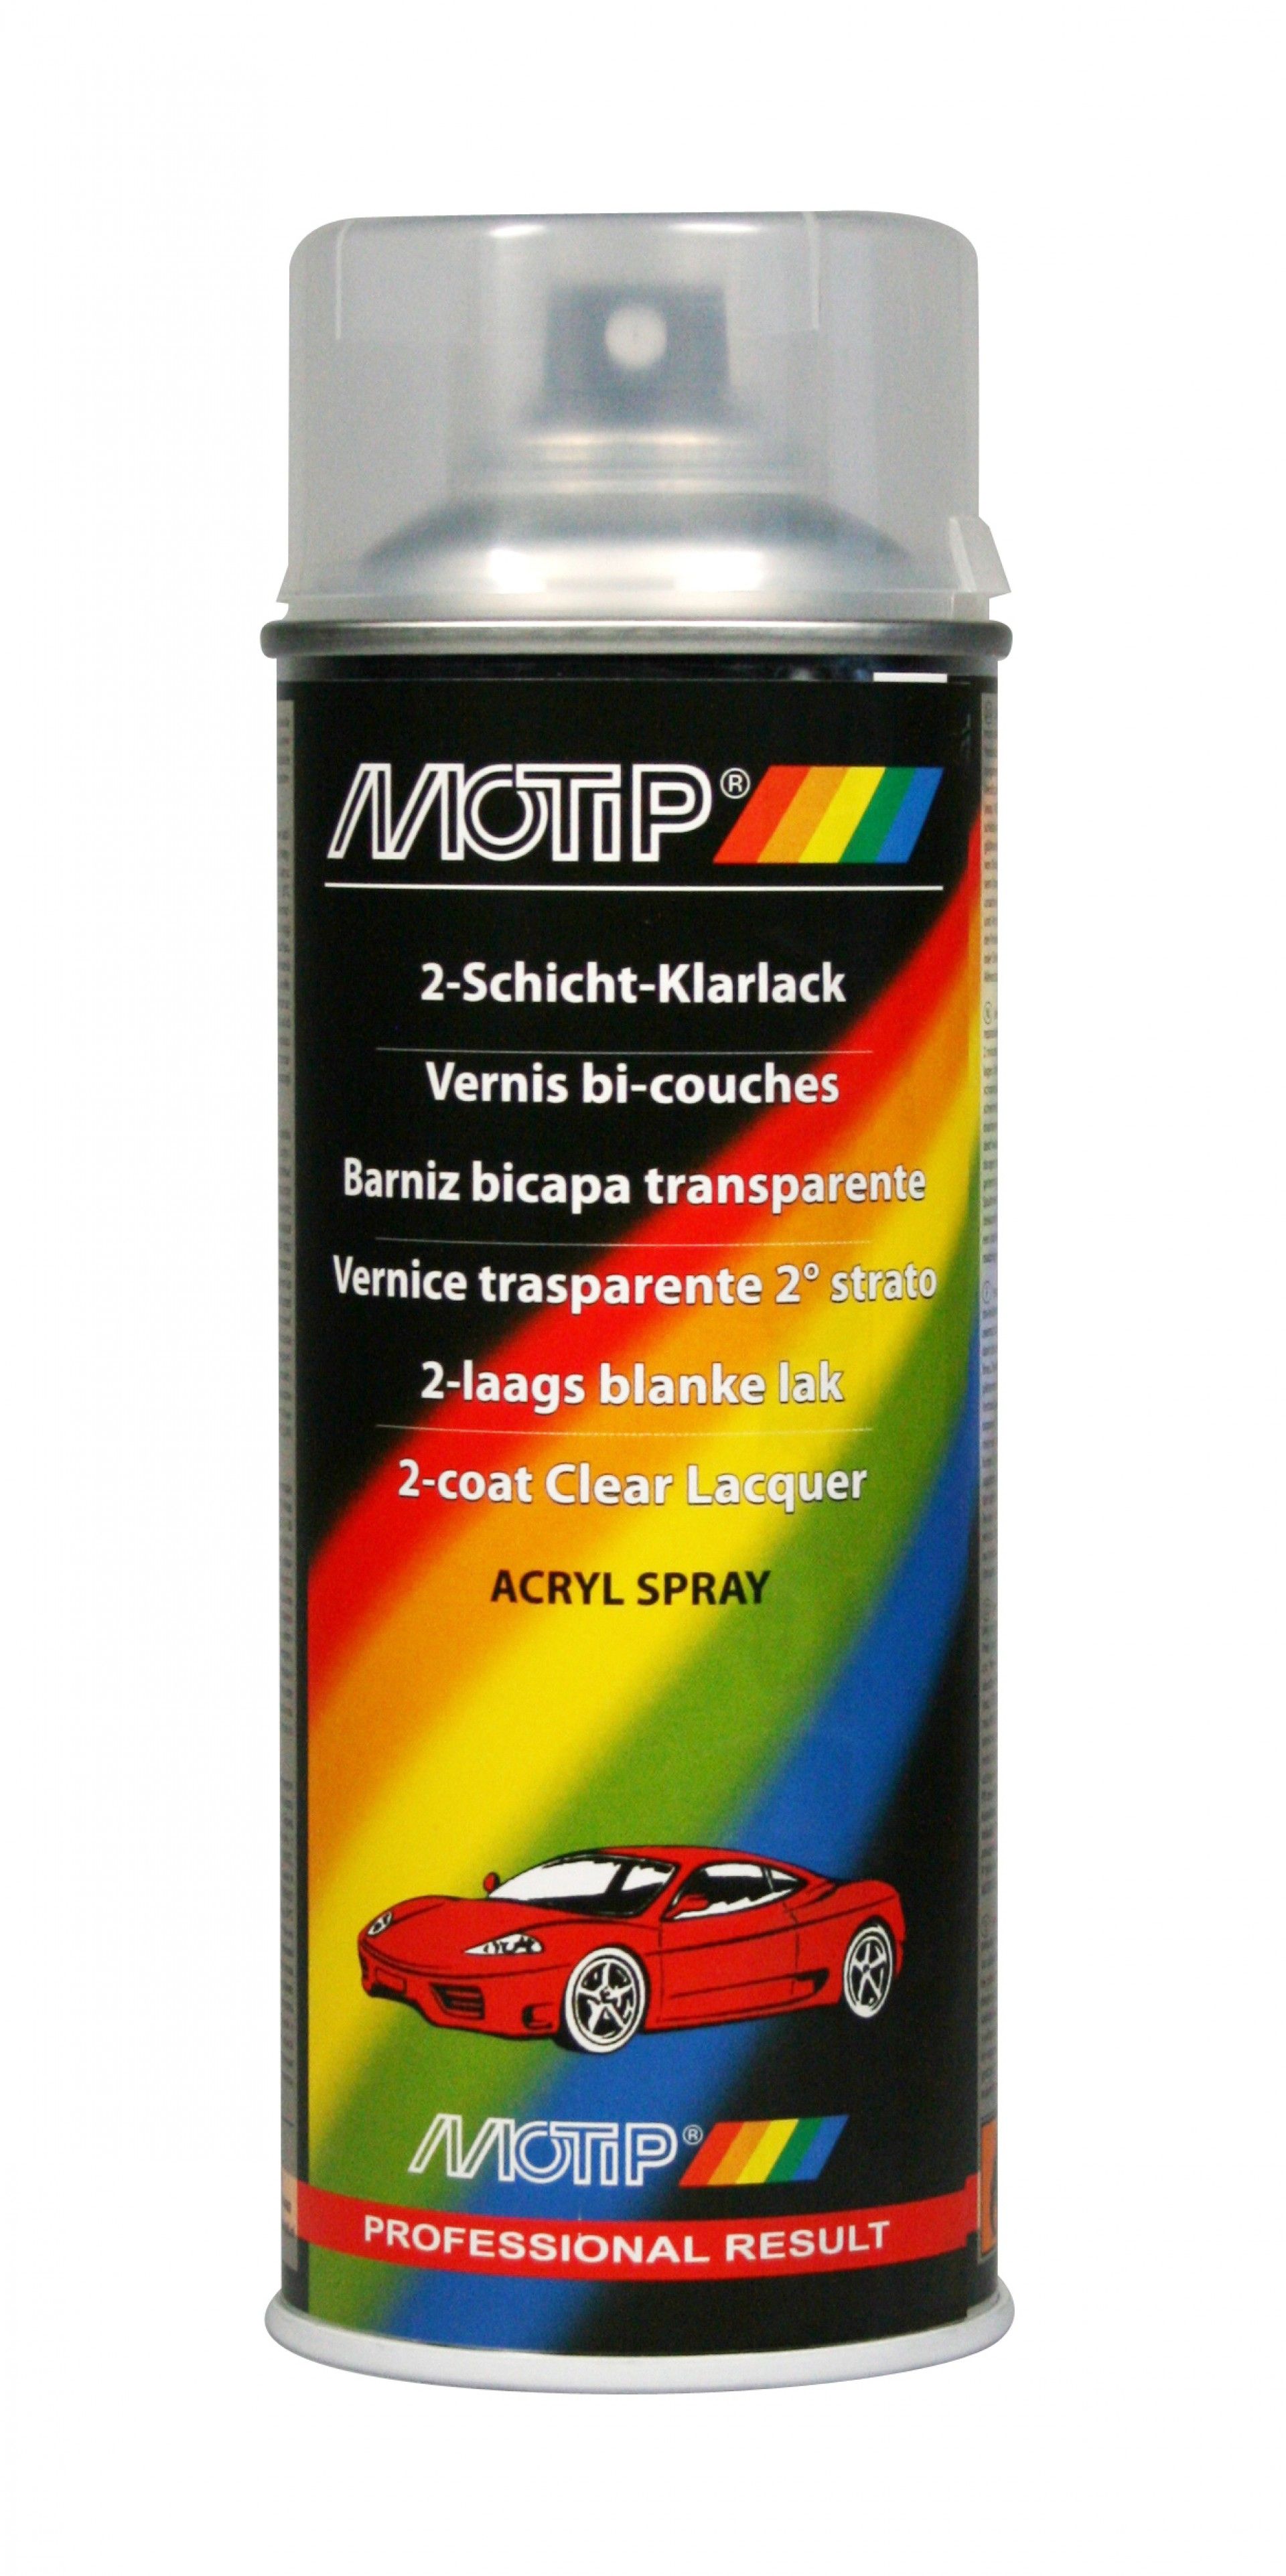 MOTIP®
2-Schicht-Klarlack
Vernis bi-couches
Barniz bicapa transparente
Vernice trasparente 2° strato
2-laags blanke lak
2-coat Clear Lacquer
ACRYL SPRAY
MOTIP®
PROFESSIONAL RESULT